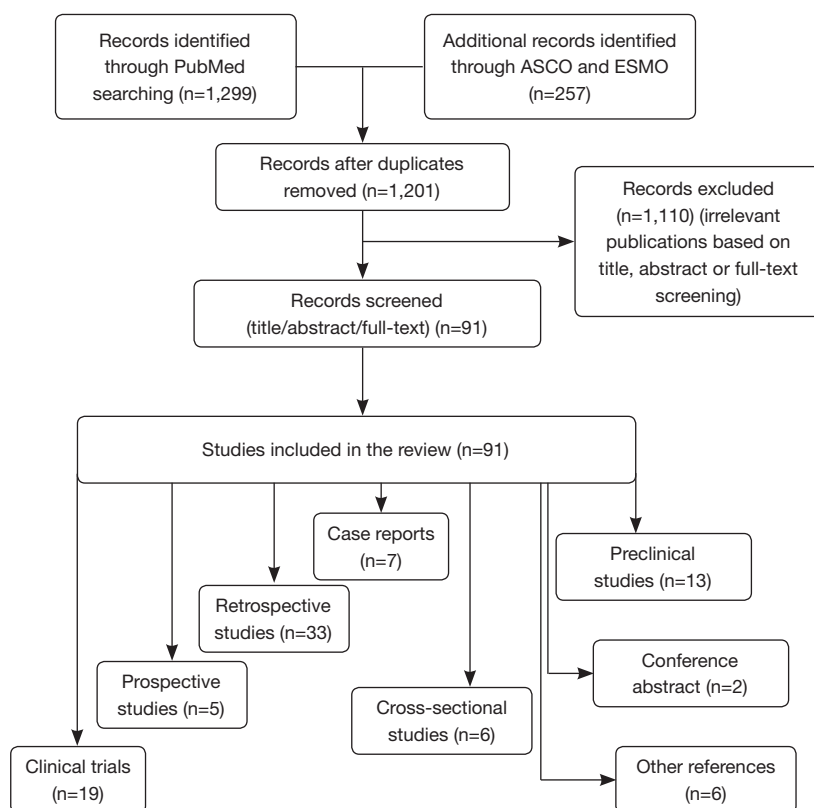 Records identified
through PubMed
searching (n=1,299)
Additional records identified
through ASCO and ESMO
(n=257)
Records after duplicates
removed (n=1,201)
Records excluded
(n=1,110) (irrelevant
publications based on
title, abstract or full-text
screening)
Records screened
(title/abstract/full-text) (n=91)
Studies included in the review (n=91)
Case reports
(n=7)
Preclinical
studies (n=13)
Retrospective
studies (n=33)
Conference
abstract (n=2)
Prospective
studies (n=5)
Cross-sectional
studies (n=6)
Clinical trials
(n=19)
Other references
(n=6)